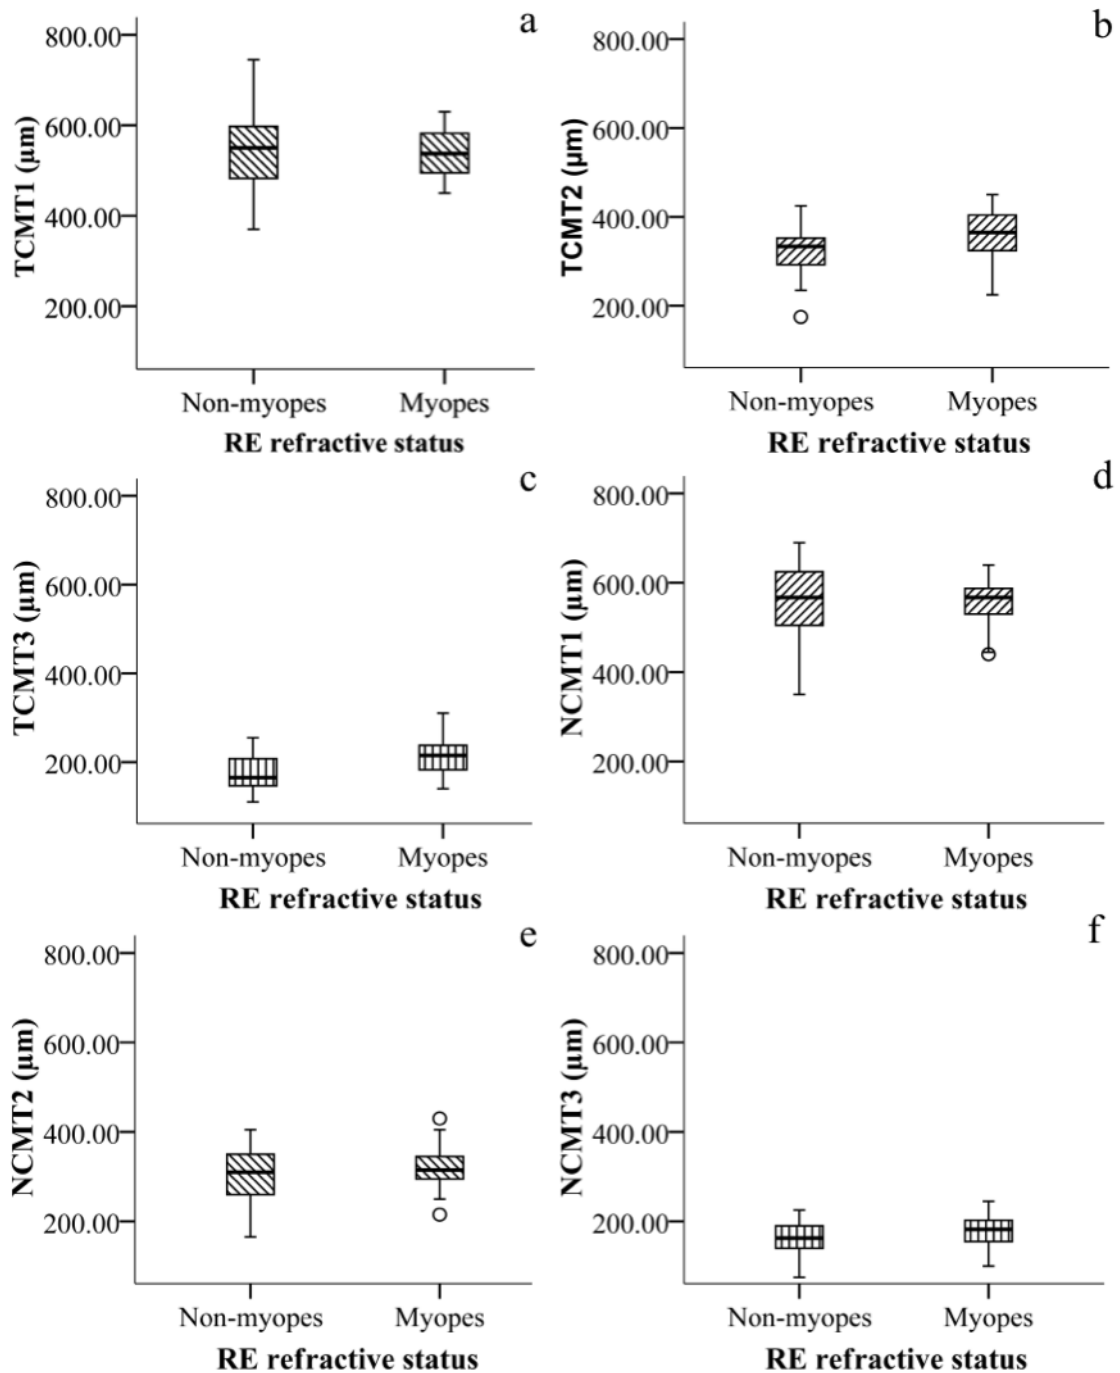 a
TCMT1 (μm)
800.00
600.00
400.00
200.00
Non-myopes Myopes
RE refractive status
b
TCMT2 (μm)
800.00
600.00
400.00
200.00
Non-myopes Myopes
RE refractive status
c
TCMT3 (μm)
800.00
600.00
400.00
200.00
Non-myopes Myopes
RE refractive status
d
NCMT1 (μm)
800.00
600.00
400.00
200.00
Non-myopes Myopes
RE refractive status
e
NCMT2 (μm)
800.00
600.00
400.00
200.00
Non-myopes Myopes
RE refractive status
f
NCMT3 (μm)
800.00
600.00
400.00
200.00
Non-myopes Myopes
RE refractive status